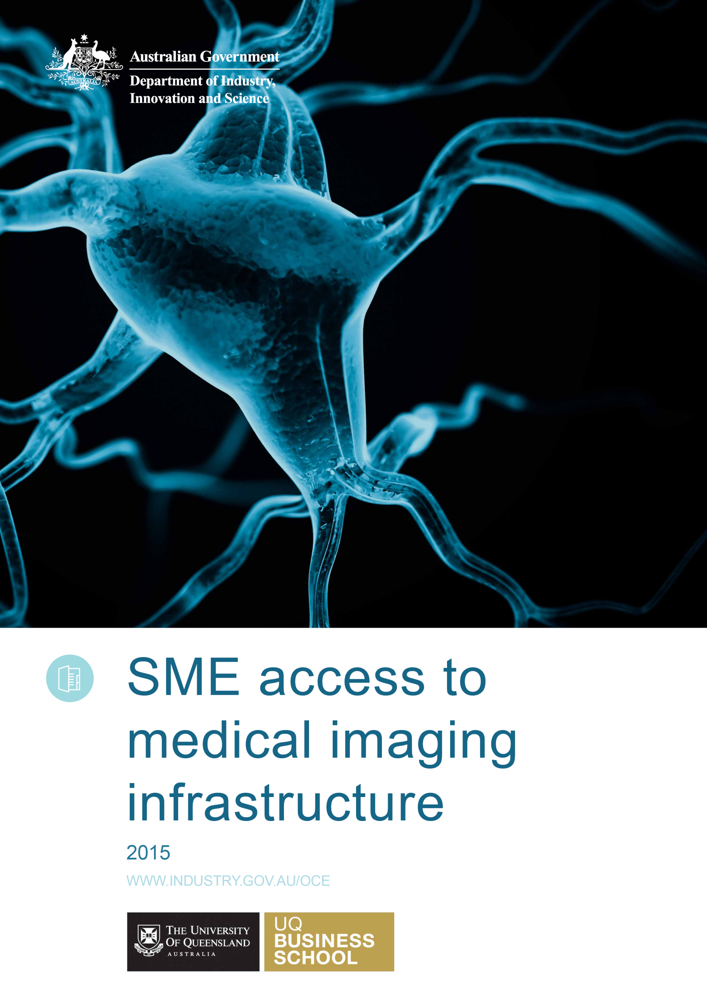 AUSTRALIA
Australian Government
Department of Industry,
Innovation and Science
SME access to
medical imaging
infrastructure
2015
WWW.INDUSTRY.GOV.AU/OCE
THE UNIVERSITY
OF QUEENSLAND
AUSTRALIA
UQ
BUSINESS
SCHOOL